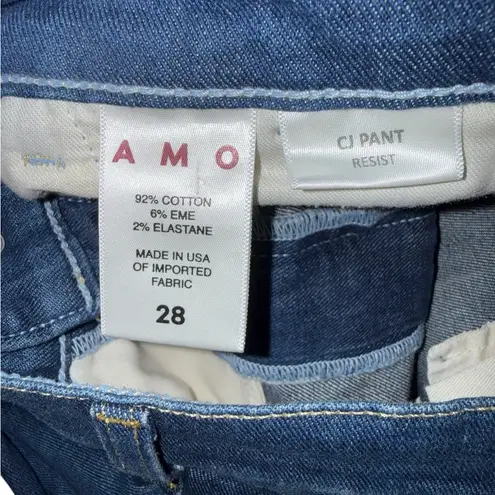 AMO
92% COTTON
6% EME
2% ELASTANE
MADE IN USA
OF IMPORTED
FABRIC
28
CJ PANT
RESIST